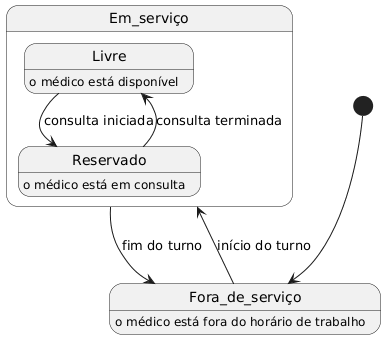 Em_serviço
Livre
o médico está disponível
consulta iniciada
consulta terminada
Reservado
o médico está em consulta
fim do turno
início do turno
Fora_de_serviço
o médico está fora do horário de trabalho